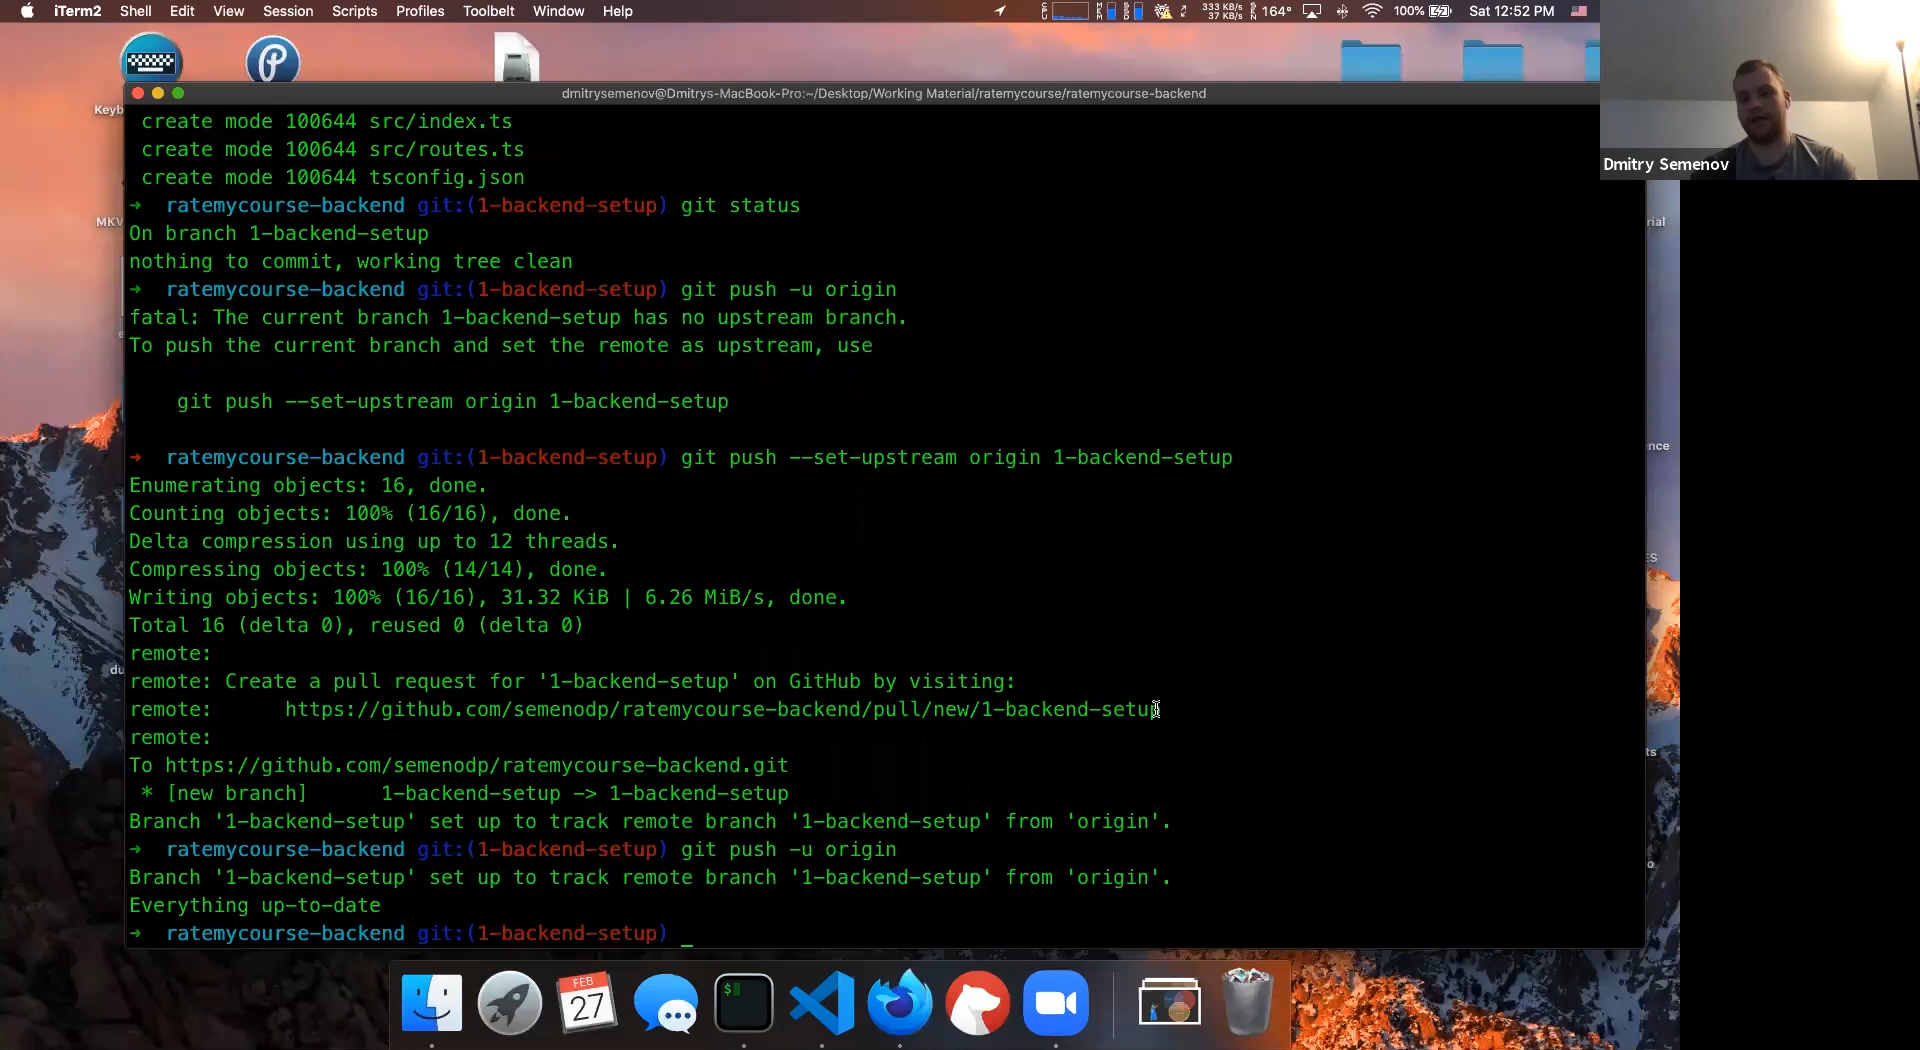 iTerm2 Shell Edit View Session Scripts Profiles Toolbelt Window Help
333 KB/s
37 KB/s
164° 100% Sat 12:52 PM
Keyb
dmitrysemenov@Dmitrys-MacBook-Pro:~/Desktop/Working Material/ratemycourse/ratemycourse-backend
Dmitry Semenov
create mode 100644 src/index.ts
create mode 100644 src/routes.ts
create mode 100644 tsconfig.json
➜ ratemycourse-backend git:(1-backend-setup) git status
MKV
rial
On branch 1-backend-setup
nothing to commit, working tree clean
➜ ratemycourse-backend git:(1-backend-setup) git push -u origin
fatal: The current branch 1-backend-setup has no upstream branch.
To push the current branch and set the remote as upstream, use
git push --set-upstream origin 1-backend-setup
nce
➜ ratemycourse-backend git:(1-backend-setup) git push --set-upstream origin 1-backend-setup
Enumerating objects: 16, done.
Counting objects: 100% (16/16), done.
Delta compression using up to 12 threads.
Compressing objects: 100% (14/14), done.
Writing objects: 100% (16/16), 31.32 KiB | 6.26 MiB/s, done.
Total 16 (delta 0), reused 0 (delta 0)
remote:
du
remote: Create a pull request for '1-backend-setup' on GitHub by visiting:
remote: https://github.com/semenodp/ratemycourse-backend/pull/new/1-backend-setup
remote:
ts
To https://github.com/semenodp/ratemycourse-backend.git
* [new branch] 1-backend-setup -> 1-backend-setup
Branch '1-backend-setup' set up to track remote branch '1-backend-setup' from 'origin'.
➜ ratemycourse-backend git:(1-backend-setup) git push -u origin
Branch '1-backend-setup' set up to track remote branch '1-backend-setup' from 'origin'.
Everything up-to-date
➜ ratemycourse-backend git:(1-backend-setup)
FEB
27